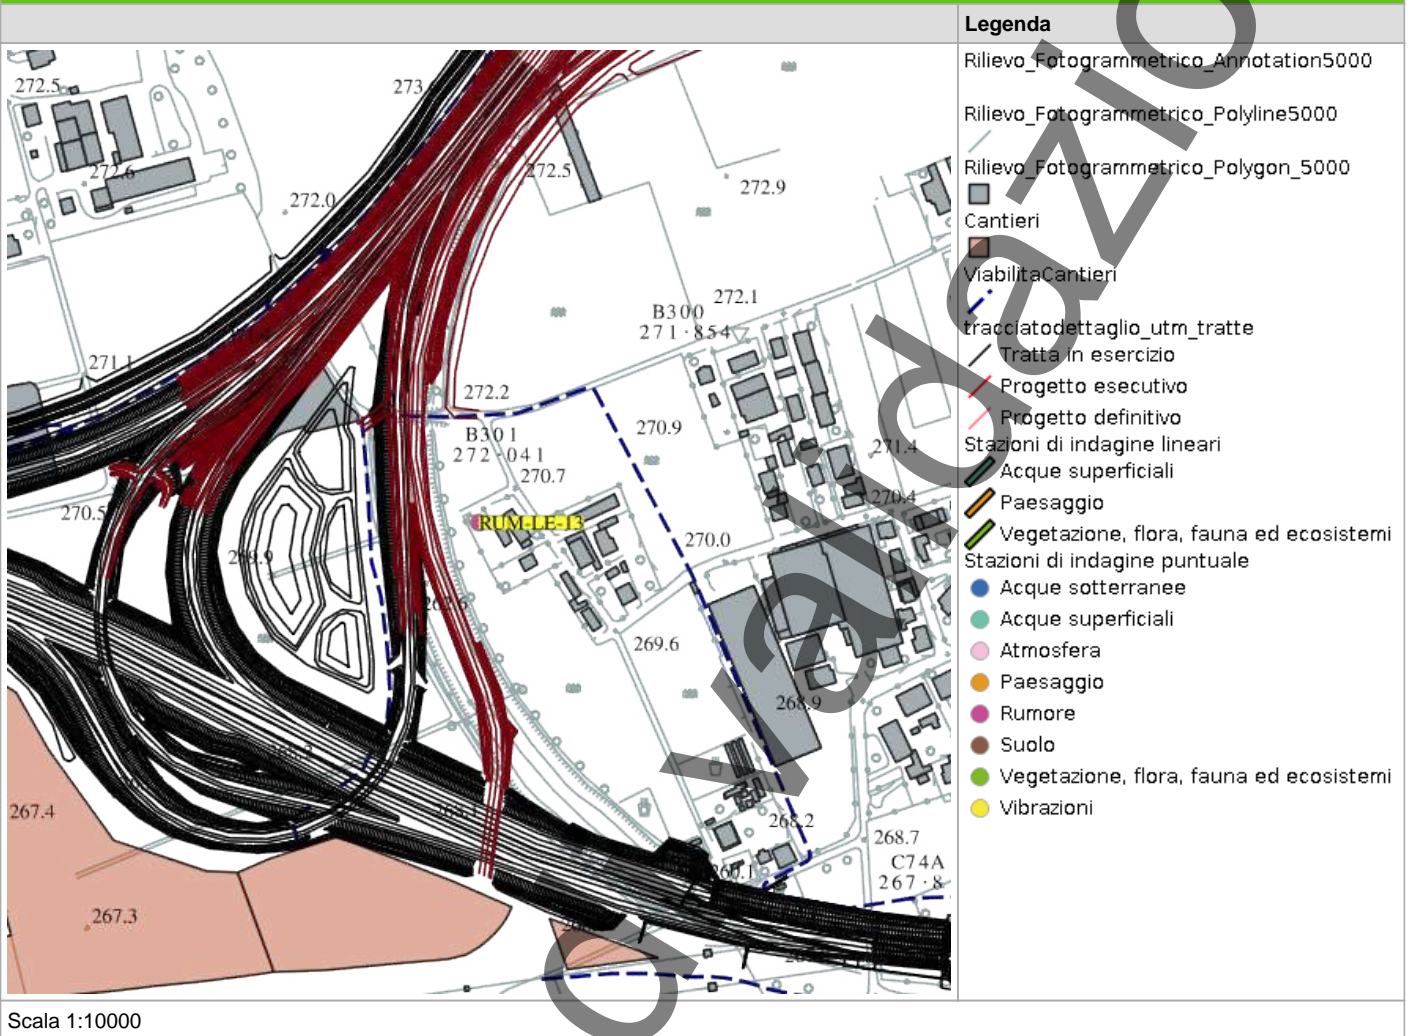 Legenda
Rilievo_Fotogrammetrico_Annotation5000
Rilievo_Fotogrammetrico_Polyline5000
Rilievo_Fotogrammetrico_Polygon_5000
Cantieri
ViabilitaCantieri
tracciatodettaglio_utm_tratte
Tratta in esercizio
Progetto esecutivo
Progetto definitivo
Stazioni di indagine lineari
Acque superficiali
Paesaggio
Vegetazione, flora, fauna ed ecosistemi
Stazioni di indagine puntuale
Acque sotterranee
Acque superficiali
Atmosfera
Paesaggio
Rumore
Suolo
Vegetazione, flora, fauna ed ecosistemi
Vibrazioni
272.5
273
272.6
272.0
272.5
272.9
272.1
B300
271·854
271.1
272.2
B301
272·041
270.7
270.9
271.4
270.4
270.5
RUM-LE-13
270.0
269.6
268.9
267.4
268.2
268.7
C74A
267·8
267.3
Scala 1:10000